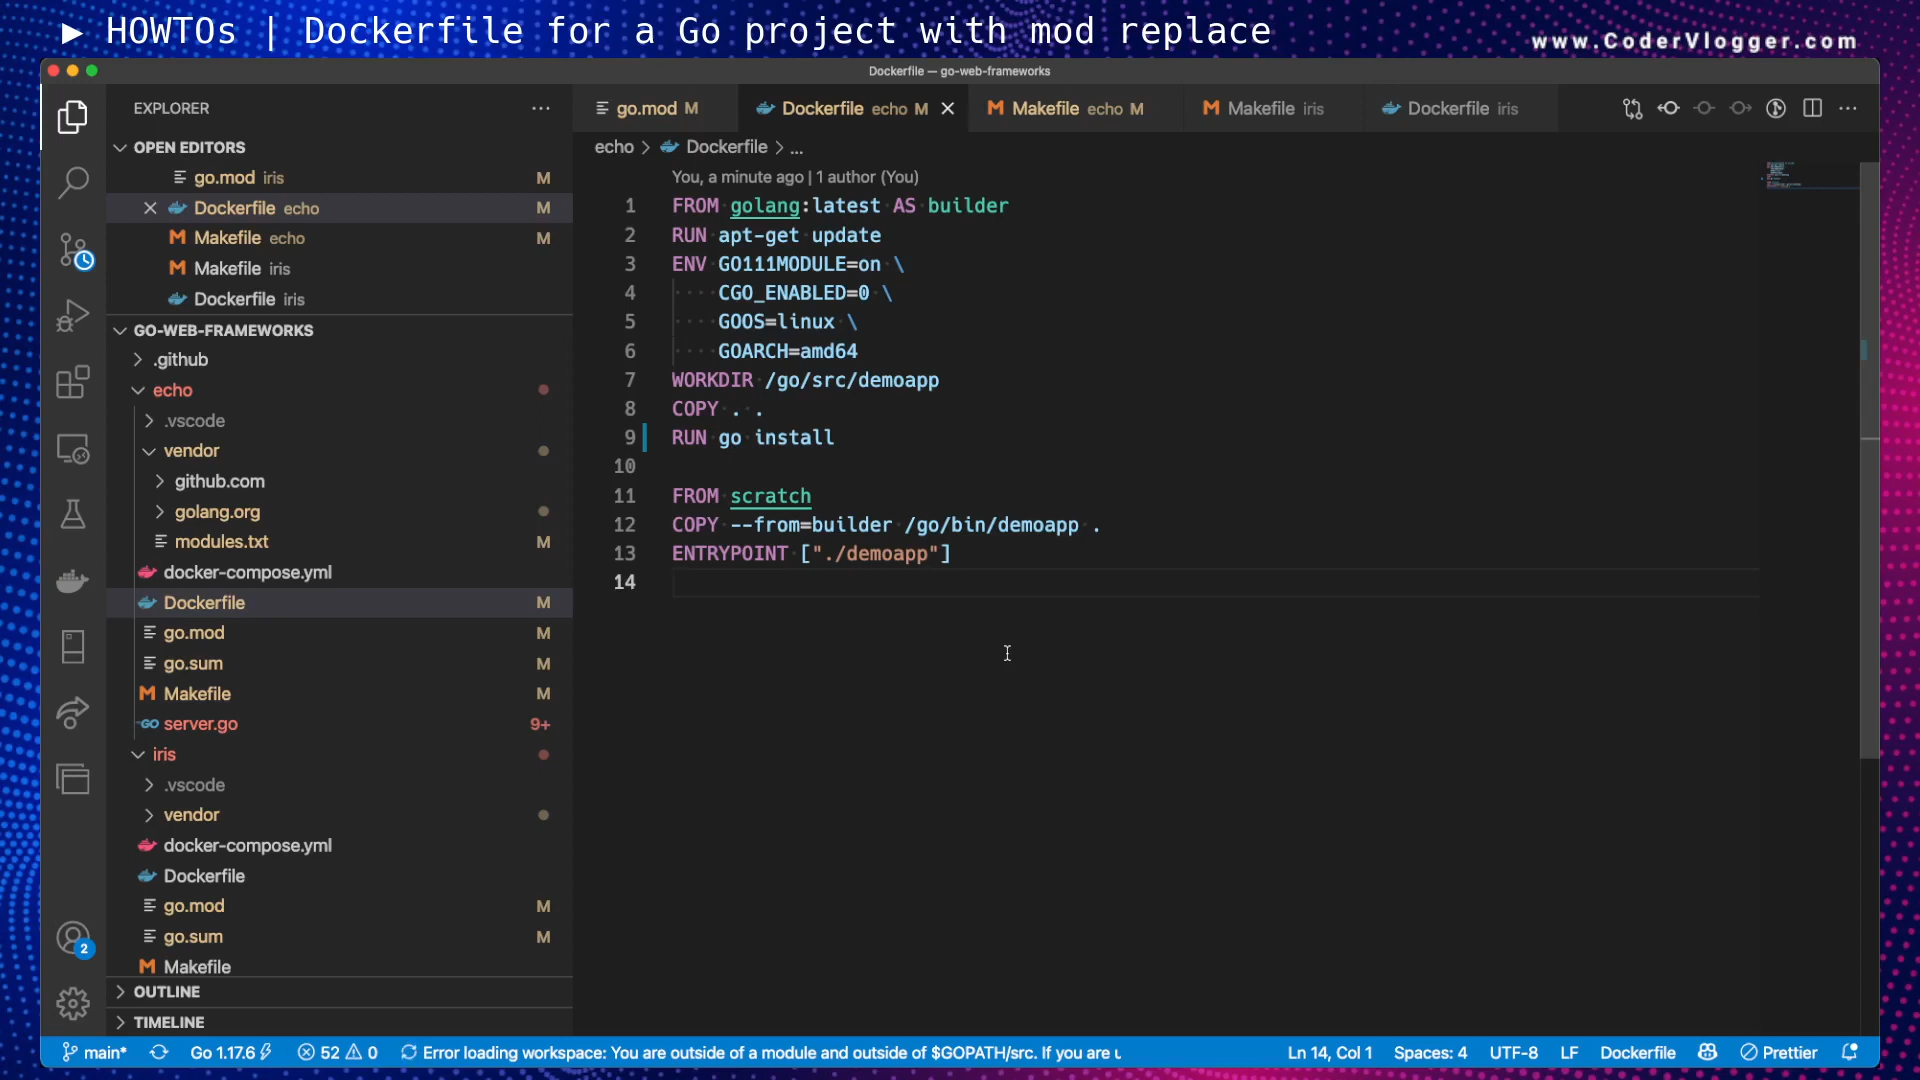 ▶ HOWTOs | Dockerfile for a Go project with mod replace
www.CoderVlogger.com
Dockerfile — go-web-frameworks
EXPLORER
OPEN EDITORS
go.mod iris M
Dockerfile echo M
Makefile echo M
Makefile iris
Dockerfile iris
GO-WEB-FRAMEWORKS
.github
echo
.vscode
vendor
github.com
golang.org
modules.txt M
docker-compose.yml
Dockerfile M
go.mod M
go.sum M
Makefile M
GO server.go 9+
iris
.vscode
vendor
docker-compose.yml
Dockerfile
go.mod M
go.sum M
Makefile
OUTLINE
TIMELINE
2
go.mod M
Dockerfile echo M
Makefile echo M
Makefile iris
Dockerfile iris
echo > Dockerfile > ...
You, a minute ago | 1 author (You)
1 FROM golang:latest AS builder
2 RUN apt-get update
3 ENV GO111MODULE=on \
4 CGO_ENABLED=0 \
5 GOOS=linux \
6 GOARCH=amd64
7 WORKDIR /go/src/demoapp
8 COPY . .
9 RUN go install
10
11 FROM scratch
12 COPY --from=builder /go/bin/demoapp .
13 ENTRYPOINT ["./demoapp"]
14
main* Go 1.17.6 52 0 Error loading workspace: You are outside of a module and outside of $GOPATH/src. If you are u Ln 14, Col 1 Spaces: 4 UTF-8 LF Dockerfile Prettier